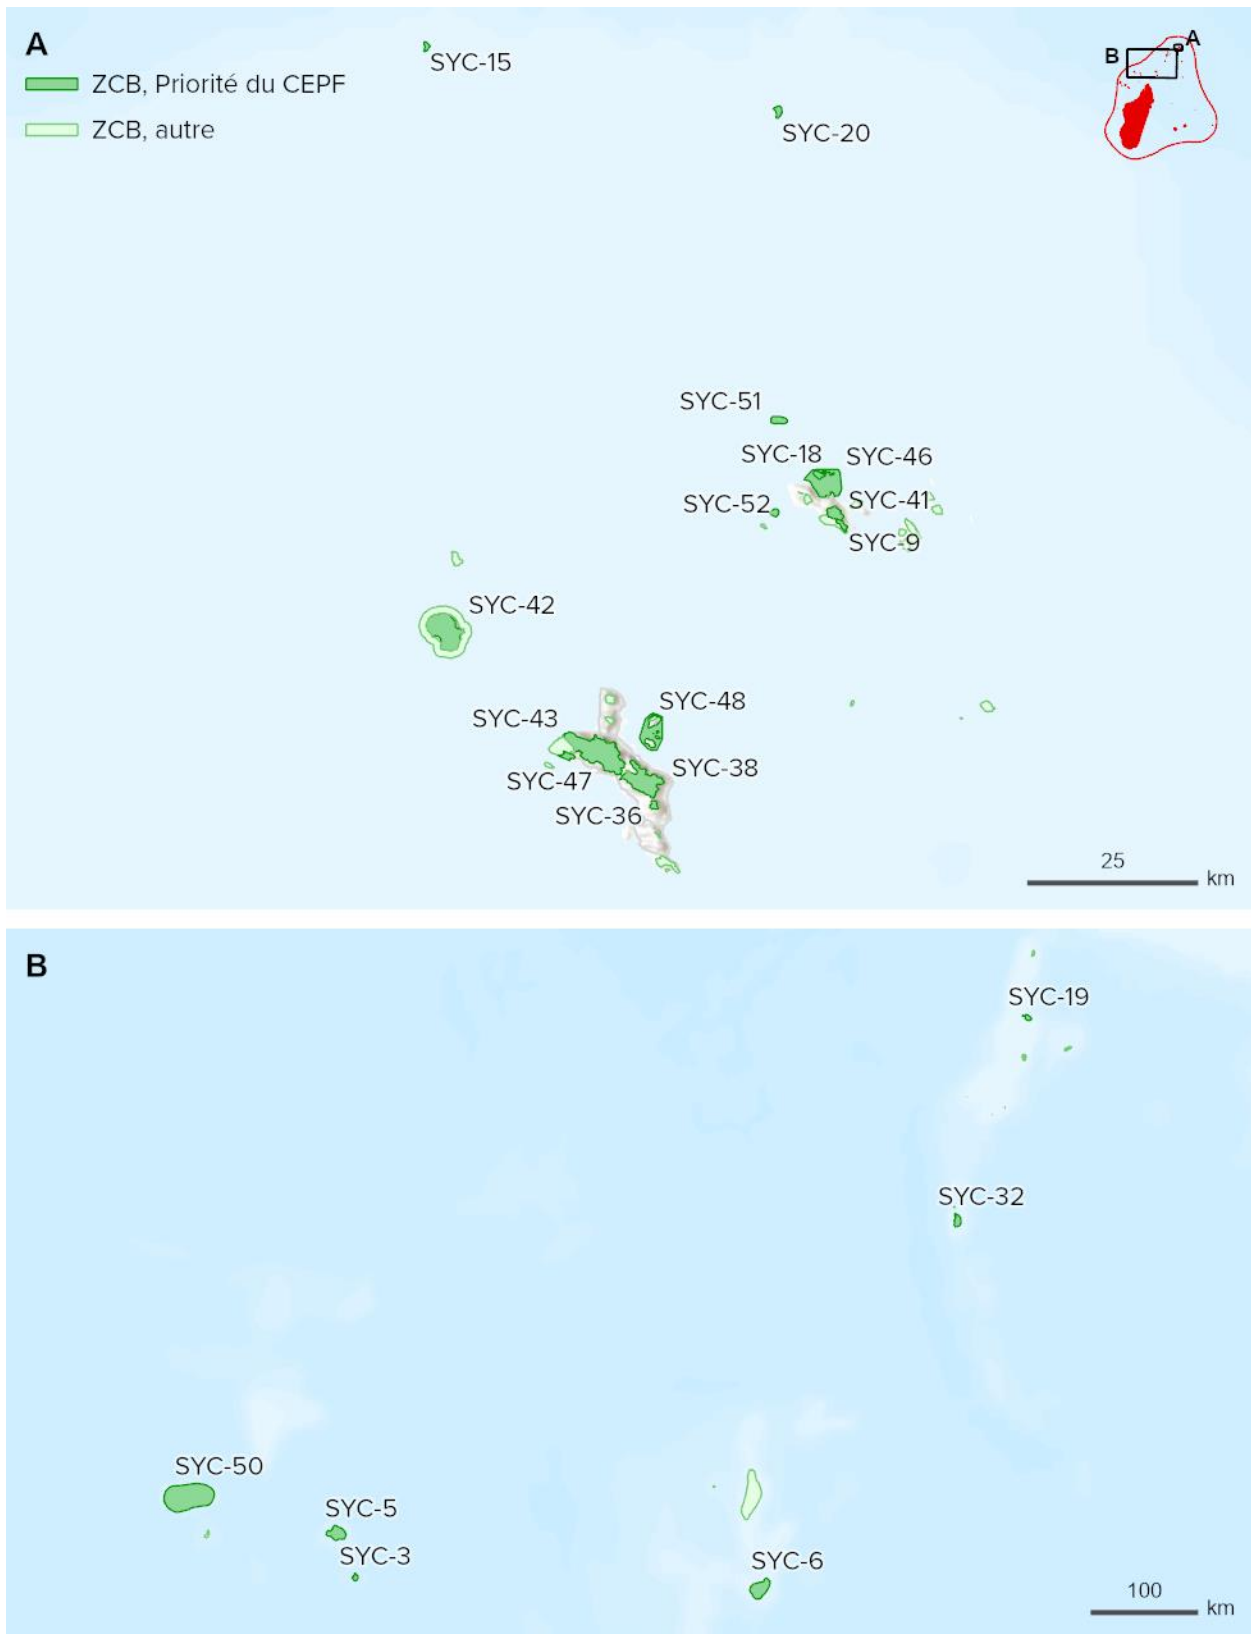 A
ZCB, Priorité du CEPF
ZCB, autre
SYC-15
SYC-20
A
B
SYC-51
SYC-18
SYC-46
SYC-52
SYC-41
SYC-9
SYC-42
SYC-48
SYC-43
SYC-38
SYC-47
SYC-36
25
km
B
SYC-19
SYC-32
SYC-50
SYC-5
SYC-3
SYC-6
100
km